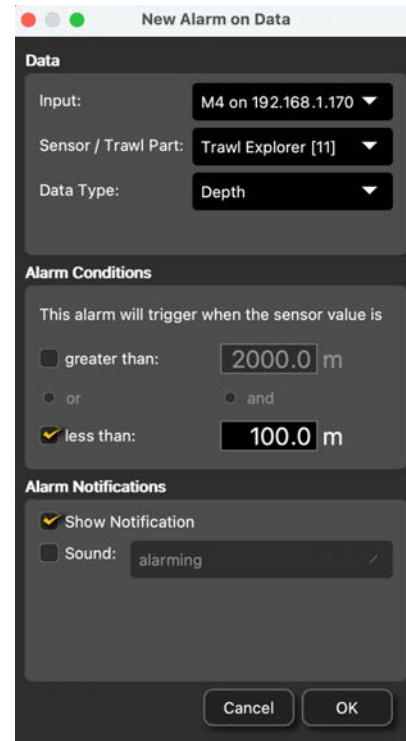 New Alarm on Data
Data
Input: M4 on 192.168.1.170
Sensor / Trawl Part: Trawl Explorer [11]
Data Type: Depth
Alarm Conditions
This alarm will trigger when the sensor value is
greater than: 2000.0 m
or and
less than: 100.0 m
Alarm Notifications
Show Notification
Sound: alarming
Cancel OK